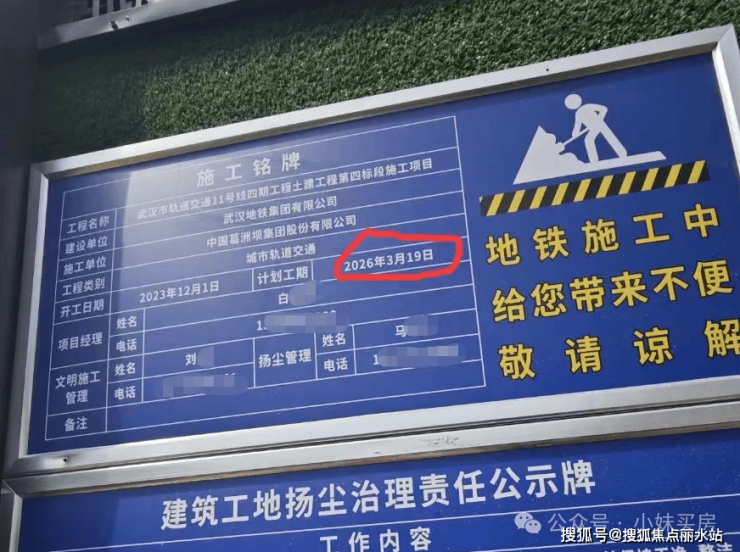 施工铭牌
工程名称 武汉市轨道交通11号线四期工程土建工程第四标段施工项目
建设单位 武汉地铁集团有限公司
施工单位 中国葛洲坝集团股份有限公司
工程类别 城市轨道交通
开工日期 2023年12月1日 计划工期 2026年3月19日
项目经理 姓名 白
电话 13
文明施工管理 姓名 刘 扬尘管理 姓名 马
电话 电话 1
备注
地铁施工中
给您带来不便
敬请谅解
建筑工地扬尘治理责任公示牌
工作内容
公众号·小妹买房
搜狐号@搜狐焦点丽水站